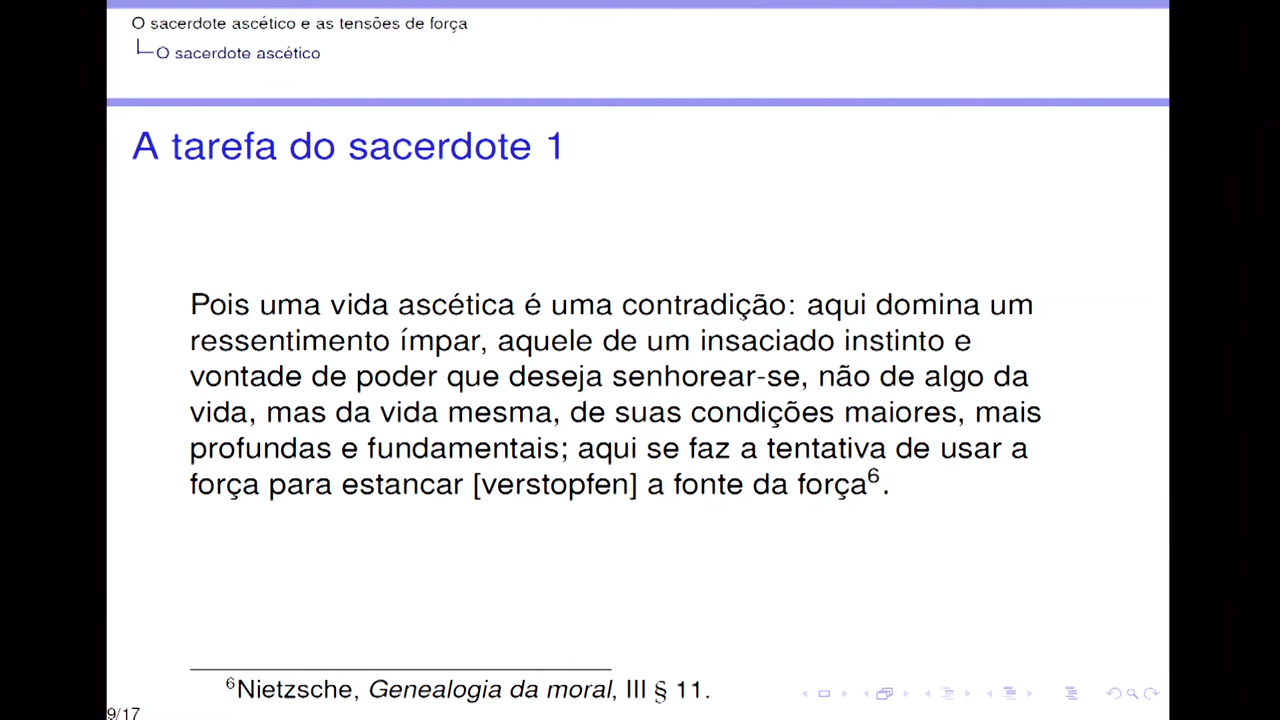 O sacerdote ascético e as tensões de força
O sacerdote ascético
A tarefa do sacerdote 1
Pois uma vida ascética é uma contradição: aqui domina um
ressentimento ímpar, aquele de um insaciado instinto e
vontade de poder que deseja senhorear-se, não de algo da
vida, mas da vida mesma, de suas condições maiores, mais
profundas e fundamentais; aqui se faz a tentativa de usar a
força para estancar [verstopfen] a fonte da força⁶.
⁶Nietzsche, Genealogia da moral, III § 11.
9/17